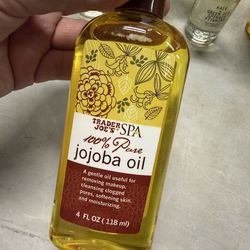 TRADER JOE'S SPA
100% Pure
jojoba oil
A gentle oil useful for
removing makeup,
cleansing clogged
pores, softening skin,
and moisturizing.
4 FL OZ (118 ml)